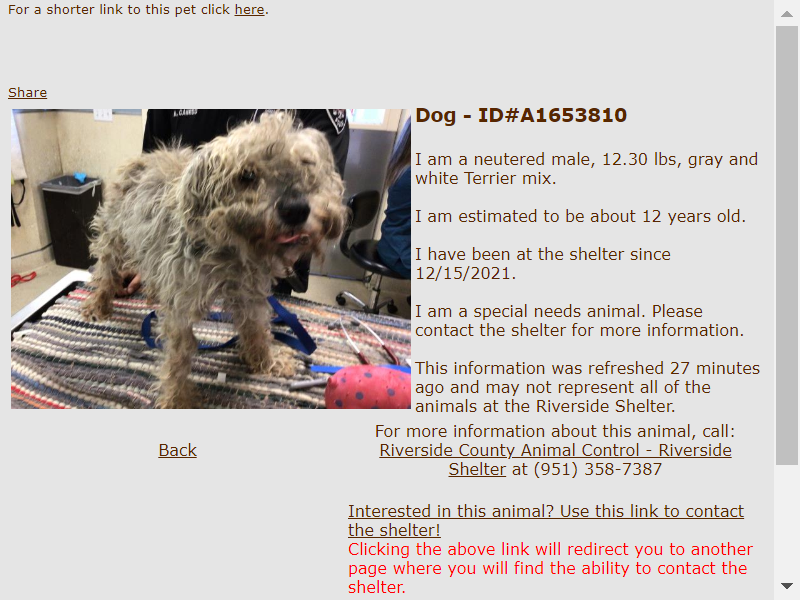 For a shorter link to this pet click here.
Share
Dog - ID#A1653810
I am a neutered male, 12.30 lbs, gray and
white Terrier mix.
I am estimated to be about 12 years old.
I have been at the shelter since
12/15/2021.
I am a special needs animal. Please
contact the shelter for more information.
This information was refreshed 27 minutes
ago and may not represent all of the
animals at the Riverside Shelter.
For more information about this animal, call:
Riverside County Animal Control - Riverside
Shelter at (951) 358-7387
Back
Interested in this animal? Use this link to contact
the shelter!
Clicking the above link will redirect you to another
page where you will find the ability to contact the
shelter.